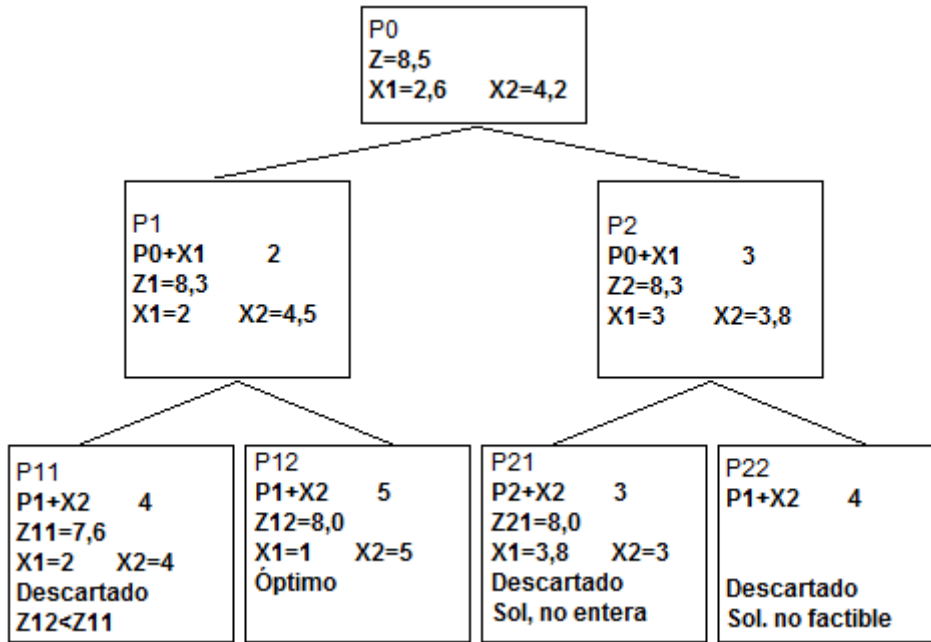 P0
Z=8,5
X1=2,6 X2=4,2
P1
P0+X1 2
Z1=8,3
X1=2 X2=4,5
P2
P0+X1 3
Z2=8,3
X1=3 X2=3,8
P11
P1+X2 4
Z11=7,6
X1=2 X2=4
Descartado
Z12<Z11
P12
P1+X2 5
Z12=8,0
X1=1 X2=5
Óptimo
P21
P2+X2 3
Z21=8,0
X1=3,8 X2=3
Descartado
Sol, no entera
P22
P1+X2 4
Descartado
Sol. no factible